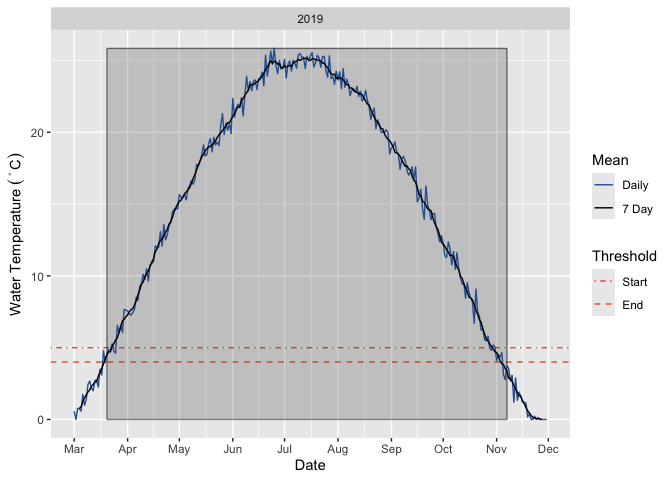 2019
20
10
0
Water Temperature (°C)
Mar Apr May Jun Jul Aug Sep Oct Nov Dec
Date
Mean
Daily
7 Day
Threshold
Start
End